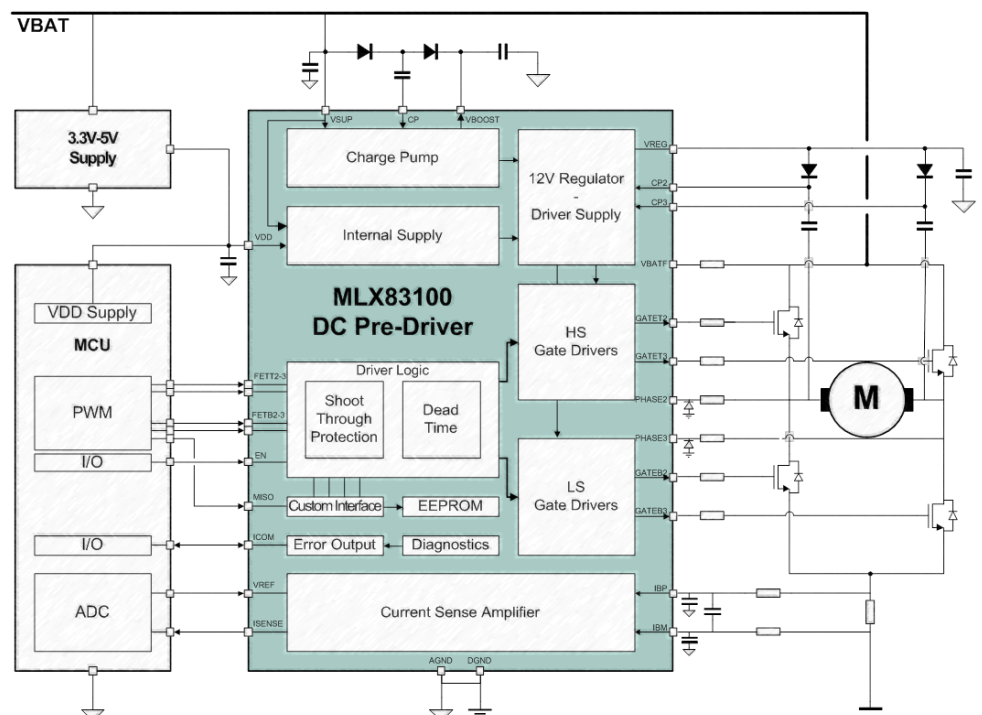 VBAT
3.3V-5V
Supply
VSUP
CP
VBOOST
Charge Pump
12V Regulator
-
Driver Supply
VREG
CP2
CP3
Internal Supply
VDD
VBATF
MLX83100
DC Pre-Driver
VDD Supply
MCU
HS
Gate Drivers
GATET2
GATET3
PWM
FETT2-3
FETB2-3
Driver Logic
Shoot
Through
Protection
Dead
Time
PHASE2
M
PHASE3
I/O
EN
LS
Gate Drivers
GATEB2
GATEB3
MISO
Custom Interface
EEPROM
I/O
ICOM
Error Output
Diagnostics
ADC
VREF
ISENSE
Current Sense Amplifier
IBP
IBM
AGND
DGND